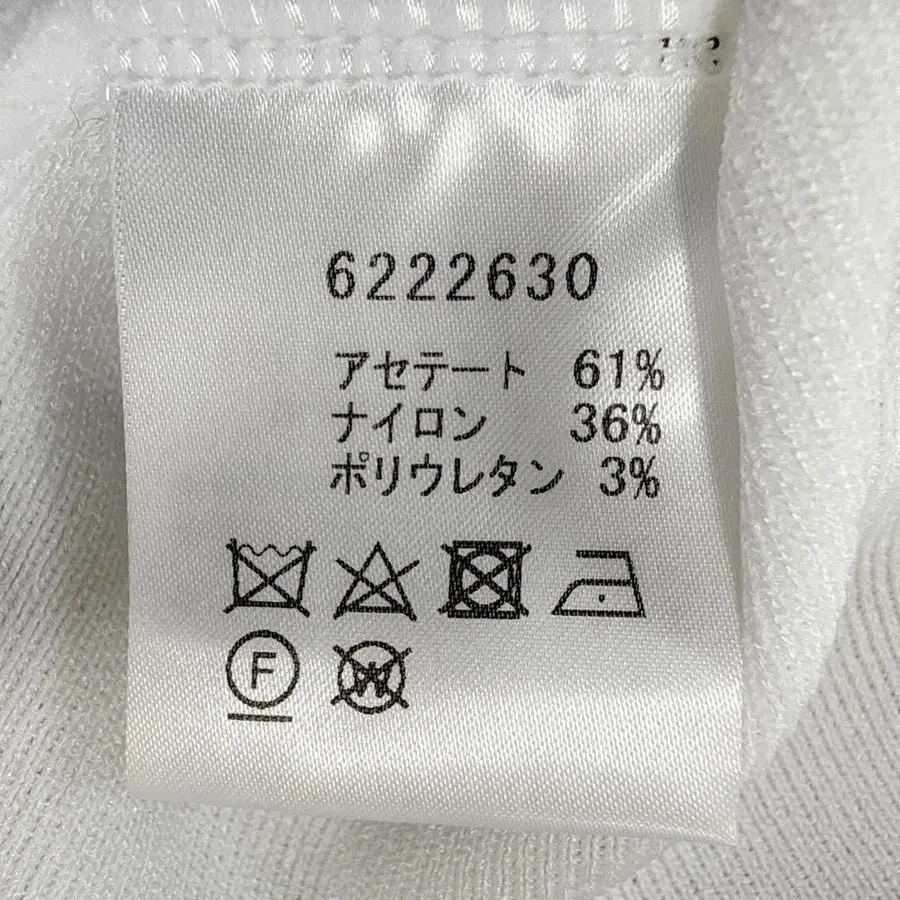 6222630
アセテート 61%
ナイロン 36%
ポリウレタン 3%
F
W